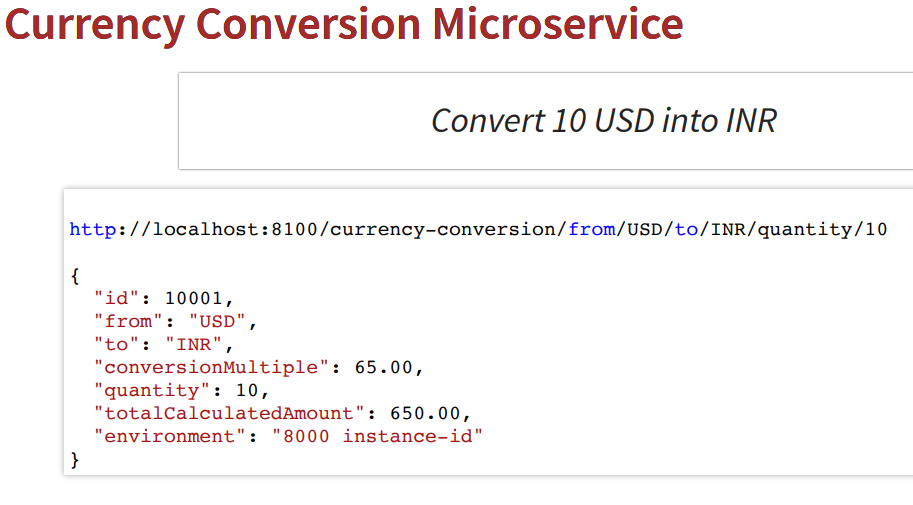 Currency Conversion Microservice
Convert 10 USD into INR
http://localhost:8100/currency-conversion/from/USD/to/INR/quantity/10
{
"id": 10001,
"from": "USD",
"to": "INR",
"conversionMultiple": 65.00,
"quantity": 10,
"totalCalculatedAmount": 650.00,
"environment": "8000 instance-id"
}